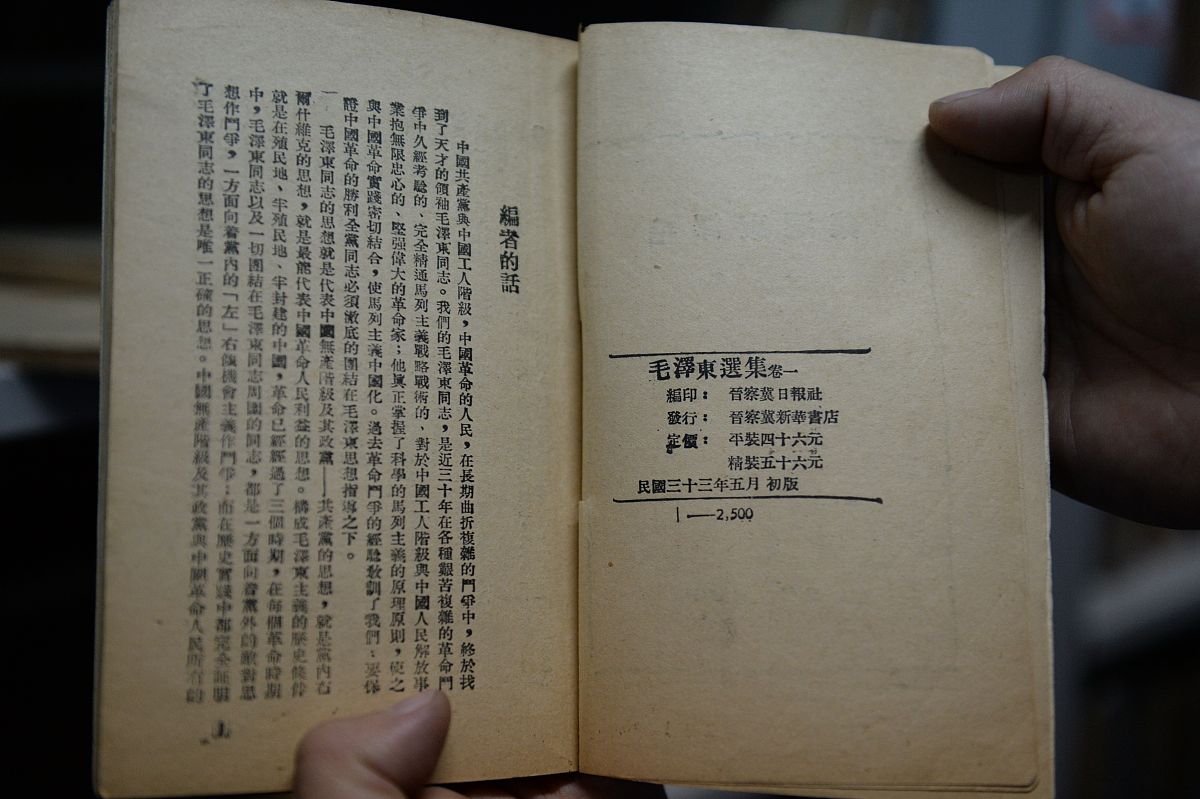 毛澤東選集卷一
編印：晉察冀日報社
發行：晉察冀新華書店
定價：平裝四十六元
精裝五十六元
民國三十三年五月 初版
1——2,500
編者的話
中國共產黨與中國工人階級，中國革命的人民，在長期曲折複雜的鬥爭中，終於找
到了天才的領袖毛澤東同志。我們的毛澤東同志，是近三十年在各種艱苦複雜的革命鬥
爭中久經考驗的、完全精通馬列主義戰略戰術的、對於中國工人階級與中國人民解放事
業抱無限忠心的、堅强偉大的革命家；他眞正掌握了科學的馬列主義的原理原則，使之
與中國革命實踐密切結合，使馬列主義中國化。過去革命鬥爭的經驗敎訓了我們：要保
證中國革命的勝利全黨同志必須澈底的團結在毛澤東思想指導之下。
一 毛澤東同志的思想就是代表中國無產階級及其政黨——共產黨的思想，就是黨內布
爾什維克的思想，就是最能代表中國革命人民利益的思想。構成毛澤東主義的歷史條件
就是在殖民地、半殖民地、半封建的中國，革命已經經過了三個時期，在每個革命時期
中，毛澤東同志以及一切團結在毛澤東同志周圍的同志，都是一方面向着黨外的敵對思
想作鬥爭，一方面向着黨內的「左」右傾機會主義作鬥爭；而在歷史實踐中都完全証明
了毛澤東同志的思想是唯一正確的思想。中國無產階級及其政黨與中國革命人民所有的